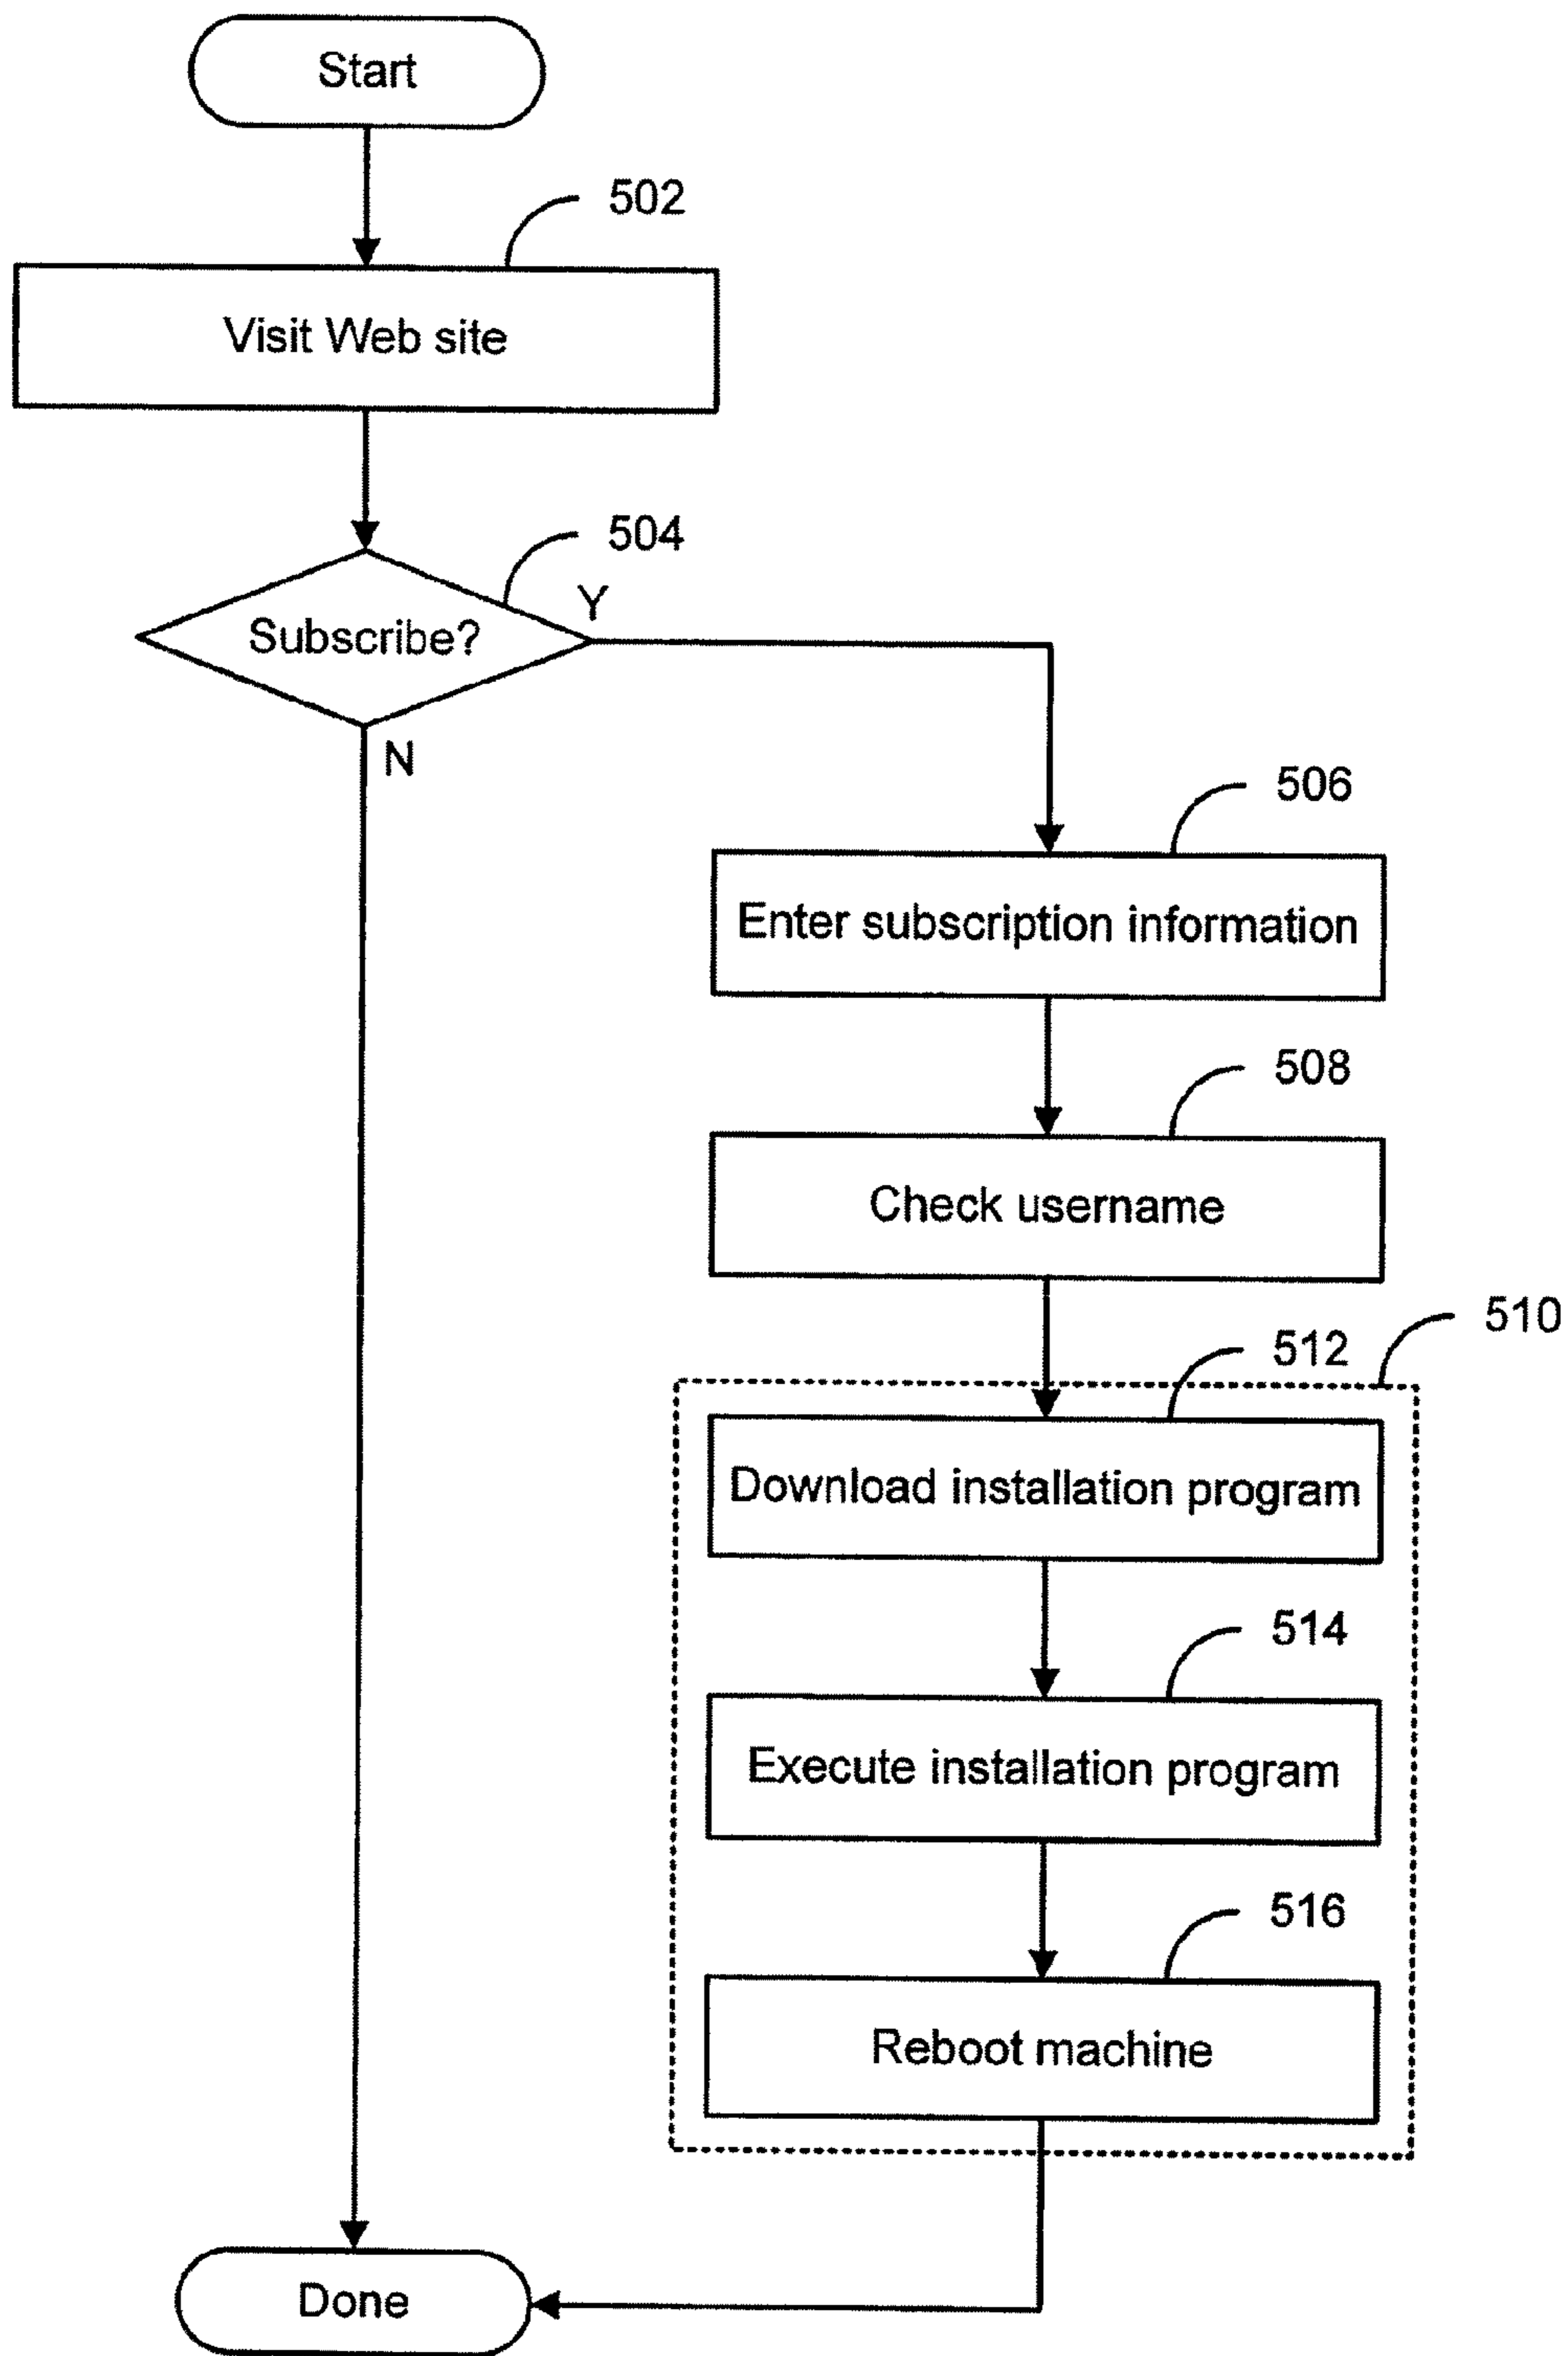 Start
502
Visit Web site
504
Subscribe?
Y
N
506
Enter subscription information
508
Check username
510
512
Download installation program
514
Execute installation program
516
Reboot machine
Done